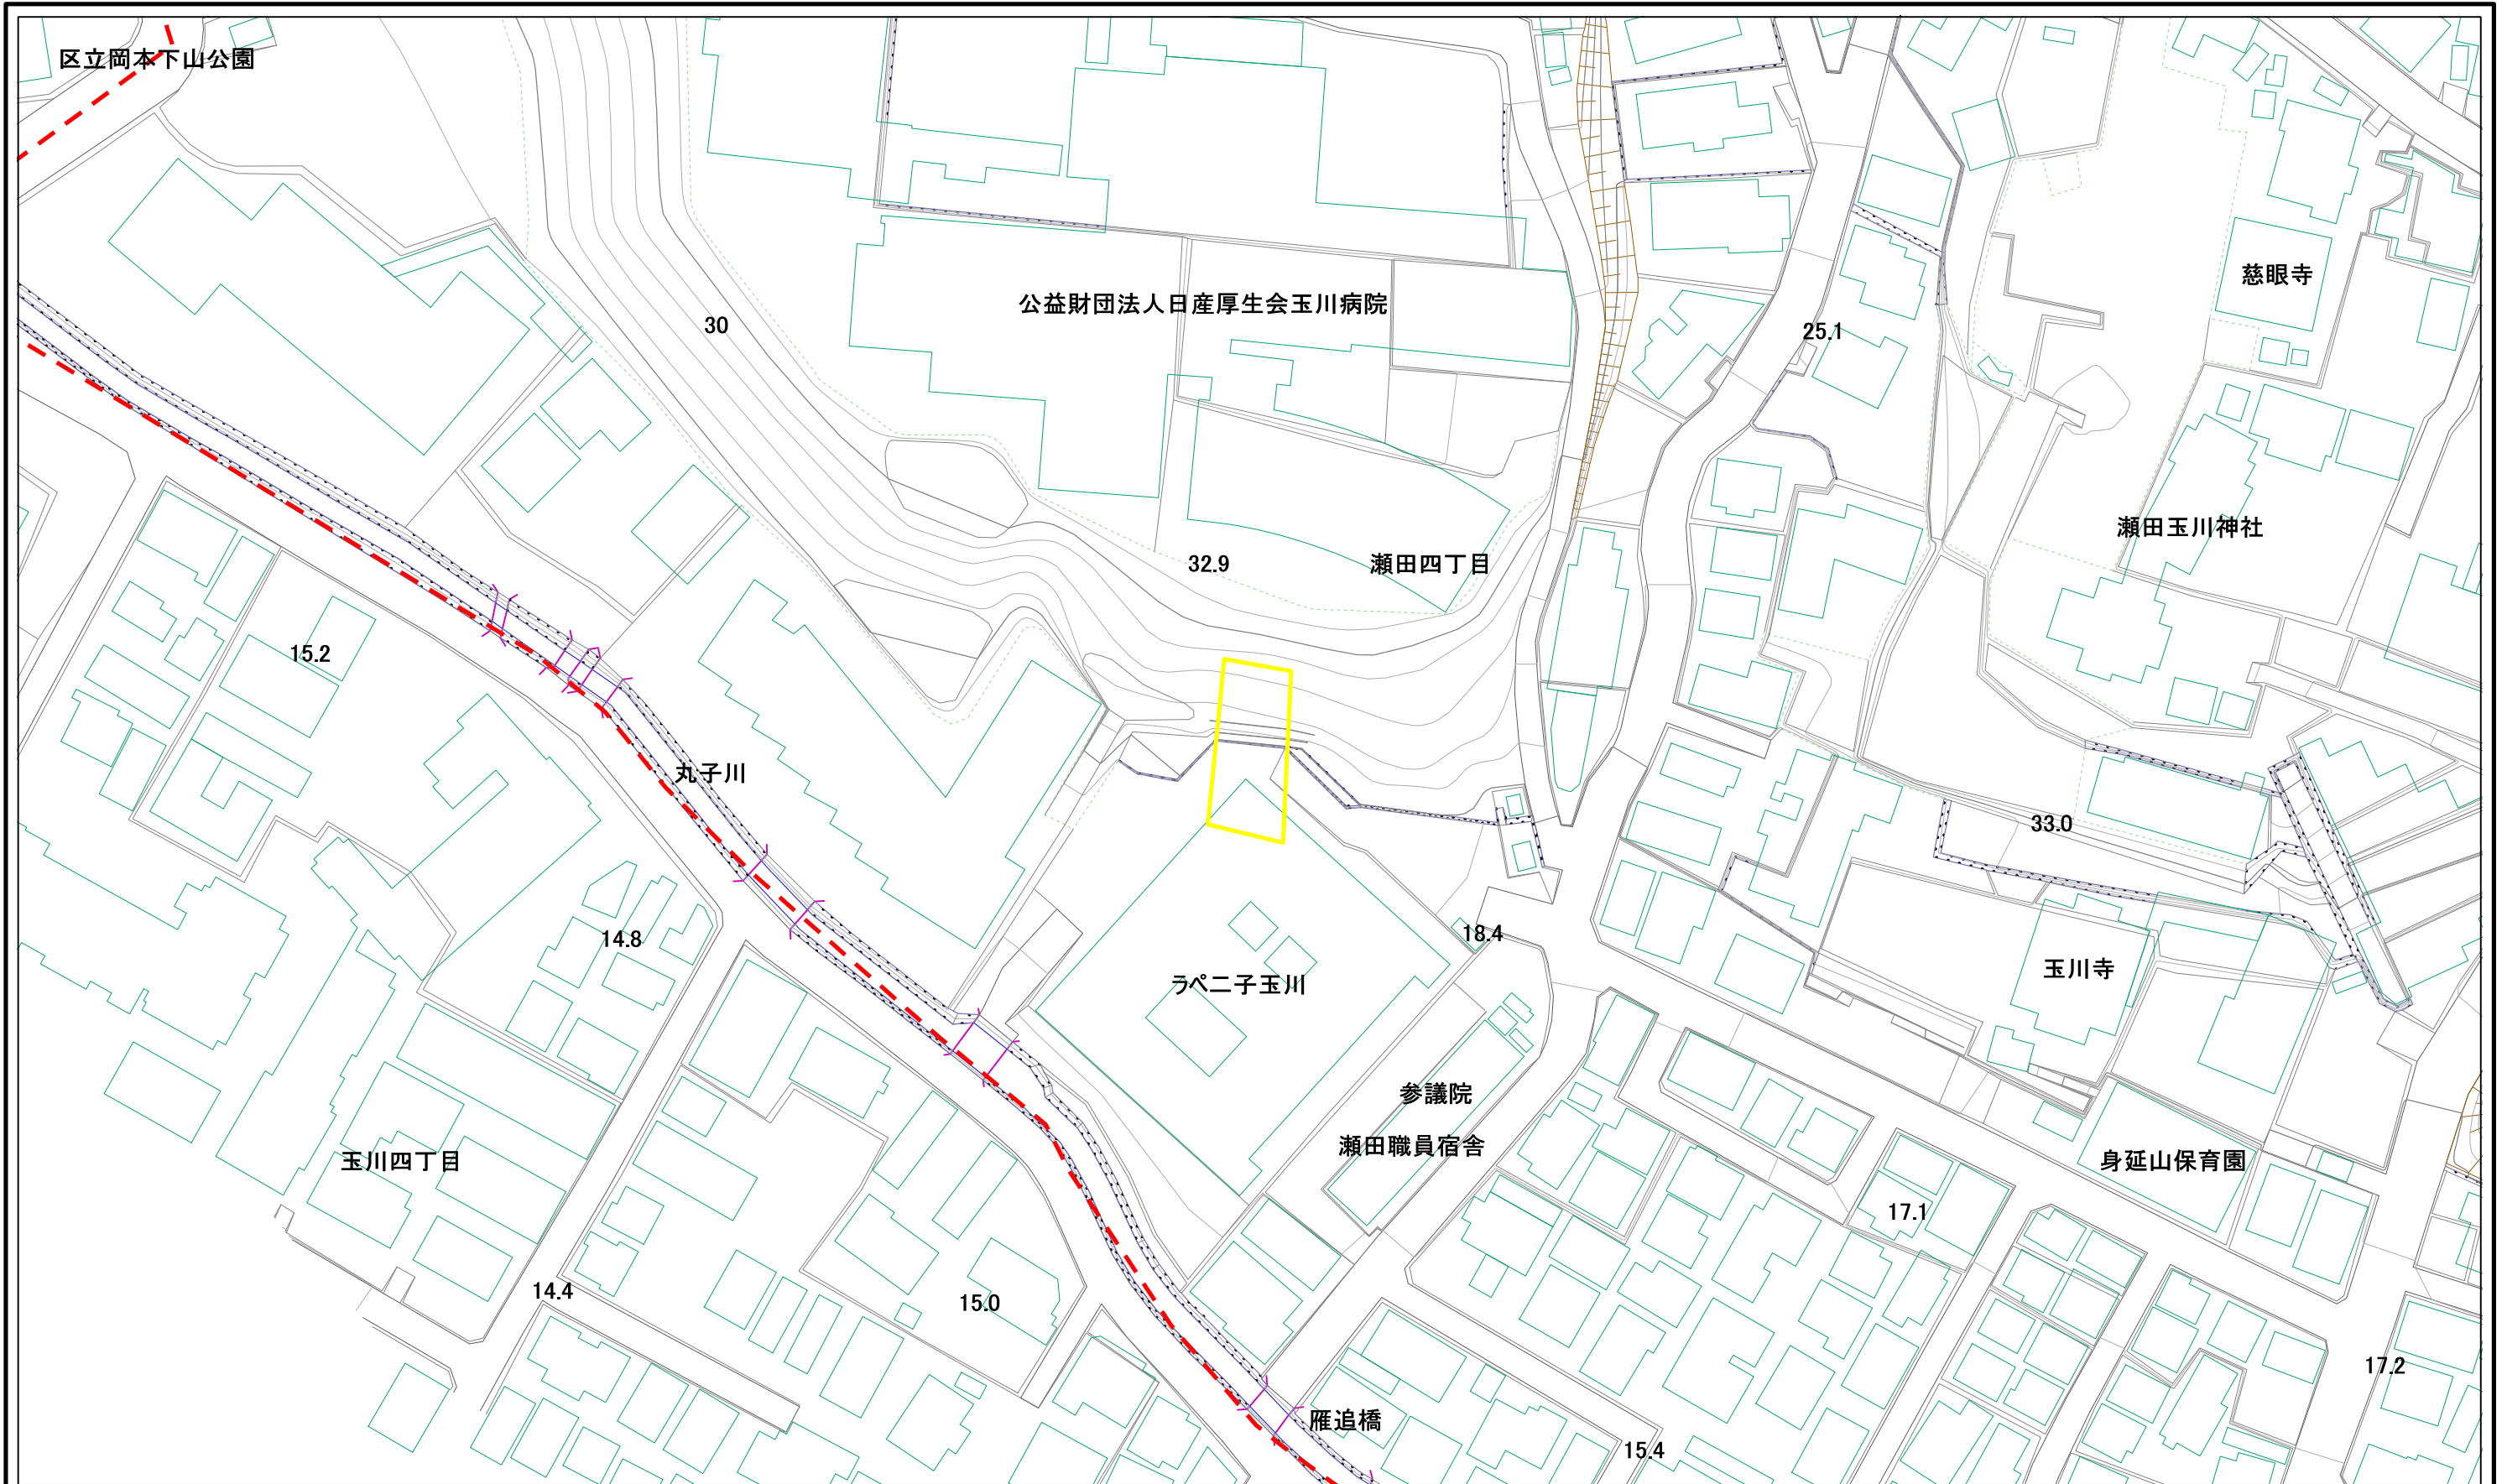 区立岡本下山公園
慈眼寺
公益財団法人日産厚生会玉川病院
30
25.1
瀬田玉川神社
32.9
瀬田四丁目
15.2
丸子川
33.0
18.4
14.8
玉川寺
うぺ二子玉川
参議院
瀬田職員宿舎
玉川四丁目
身延山保育園
17.1
14.4
15.0
17.2
雁追橋
15.4